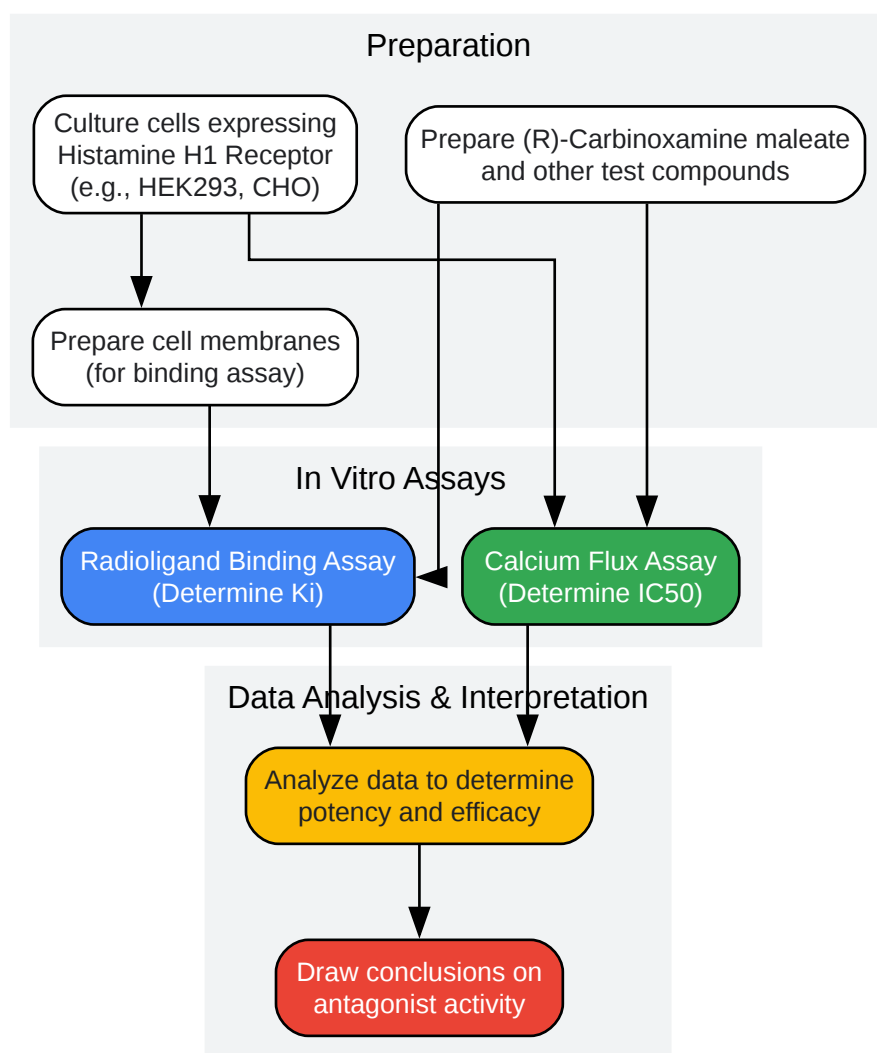 Preparation
Culture cells expressing
Histamine H1 Receptor
(e.g., HEK293, CHO)
Prepare (R)-Carbinoxamine maleate
and other test compounds
Prepare cell membranes
(for binding assay)
In Vitro Assays
Radioligand Binding Assay
(Determine Ki)
Calcium Flux Assay
(Determine IC50)
Data Analysis & Interpretation
Analyze data to determine
potency and efficacy
Draw conclusions on
antagonist activity